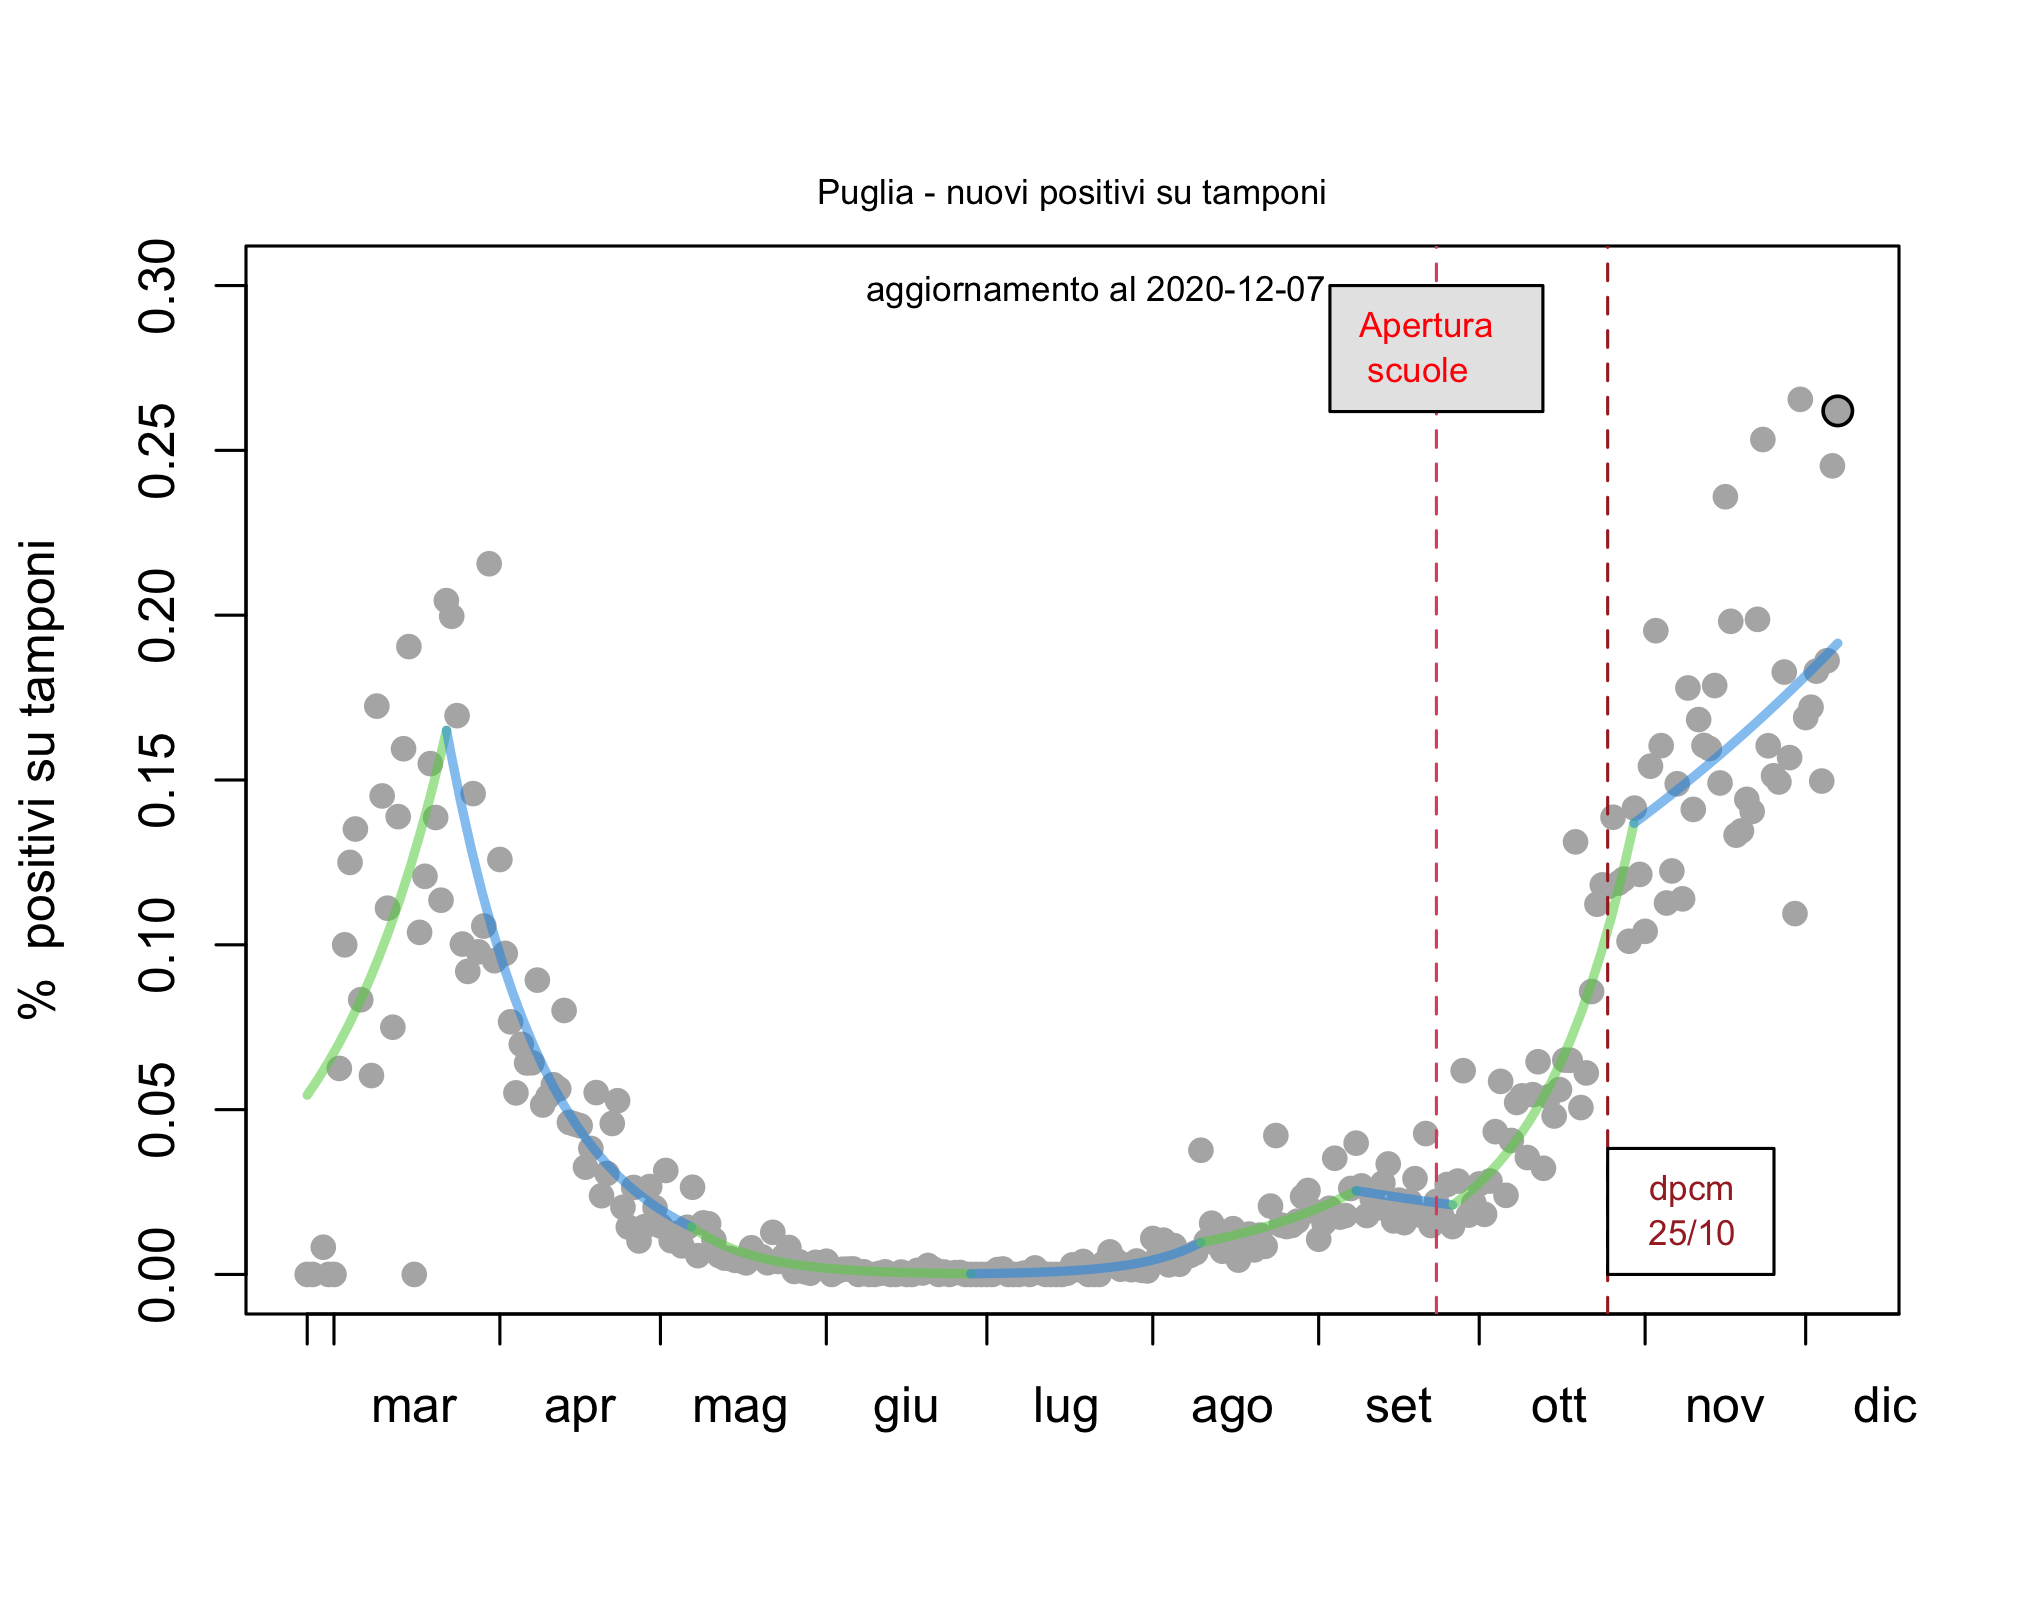 Puglia - nuovi positivi su tamponi
aggiornamento al 2020-12-07
Apertura
scuole
dpcm
25/10
% positivi su tamponi
0.30
0.25
0.20
0.15
0.10
0.05
0.00
mar apr mag giu lug ago set ott nov dic